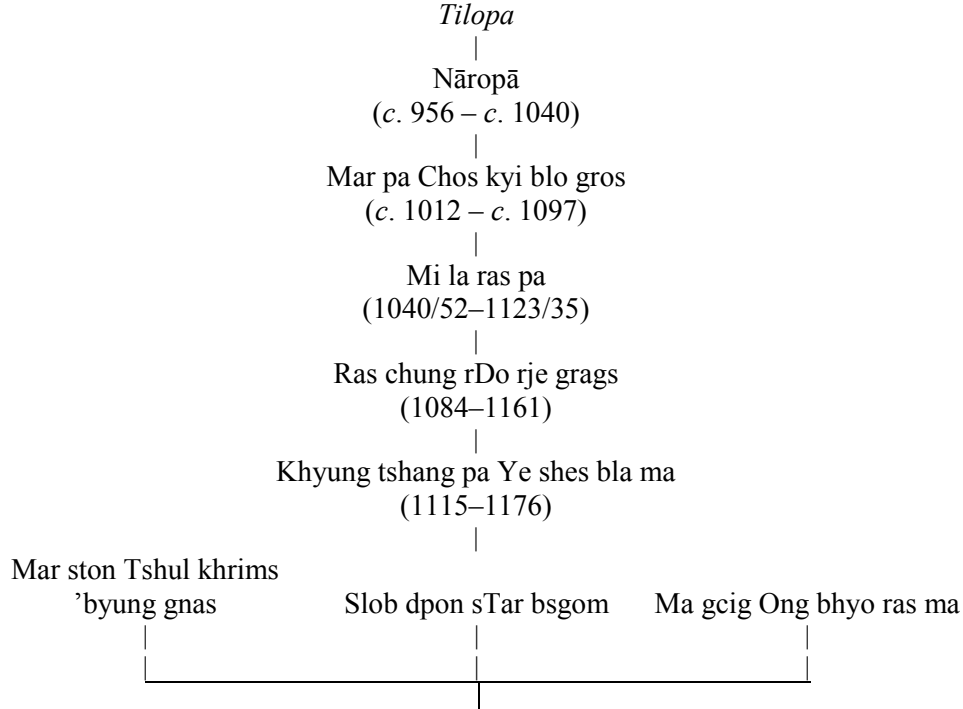 Tilopa
Nāropā
(c. 956 – c. 1040)
Mar pa Chos kyi blo gros
(c. 1012 – c. 1097)
Mi la ras pa
(1040/52–1123/35)
Ras chung rDo rje grags
(1084–1161)
Khyung tshang pa Ye shes bla ma
(1115–1176)
Mar ston Tshul khrims
’byung gnas
Slob dpon sTar bsgom
Ma gcig Ong bhyo ras ma